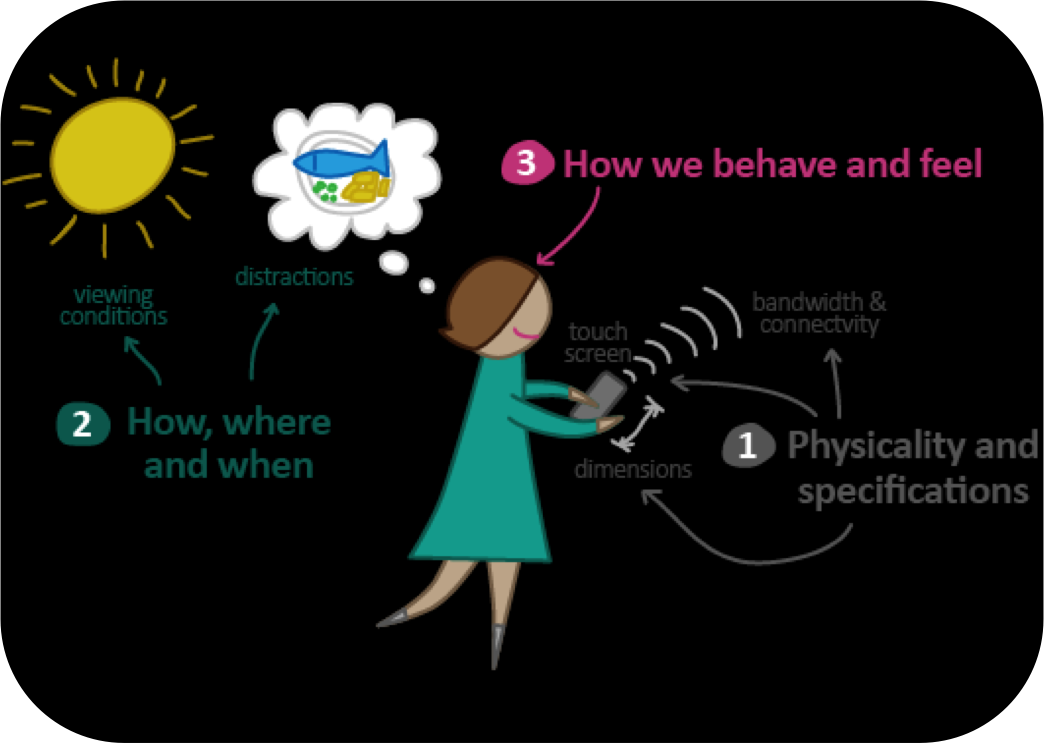 3 How we behave and feel
distractions
viewing
conditions
bandwidth &
connectvity
touch
screen
2 How, where
and when
1 Physicality and
specifications
dimensions